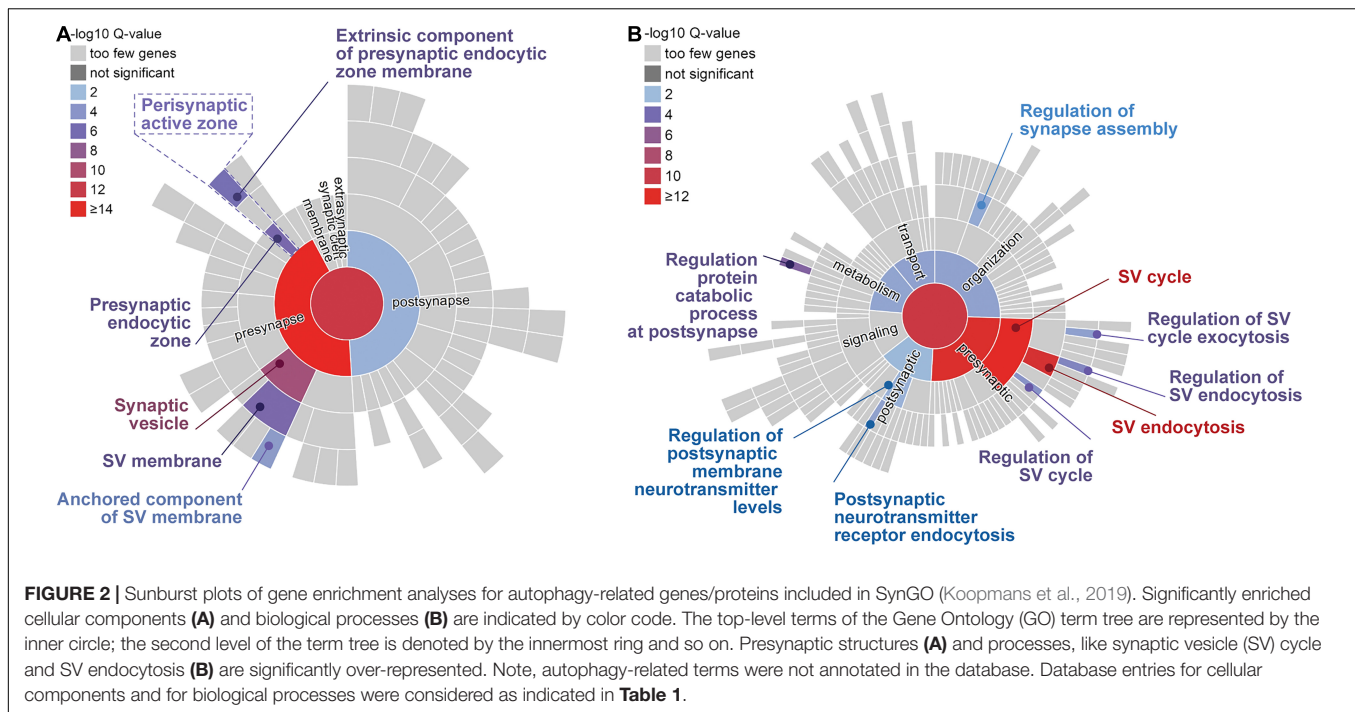 A
-log10 Q-value
too few genes
not significant
2
4
6
8
10
12
≥14
Extrinsic component
of presynaptic endocytic
zone membrane
Perisynaptic
active zone
extrasynaptic
synaptic cleft
membrane
postsynapse
presynapse
Presynaptic
endocytic
zone
Synaptic
vesicle
SV membrane
Anchored component
of SV membrane
B
-log10 Q-value
too few genes
not significant
2
4
6
8
10
≥12
Regulation of
synapse assembly
transport
organization
metabolism
signaling
postsynaptic
presynaptic
Regulation
protein
catabolic
process
at postsynapse
SV cycle
Regulation of SV
cycle exocytosis
Regulation of
SV endocytosis
SV endocytosis
Regulation of
SV cycle
Regulation of
postsynaptic
membrane
neurotransmitter
levels
Postsynaptic
neurotransmitter
receptor endocytosis
FIGURE 2 | Sunburst plots of gene enrichment analyses for autophagy-related genes/proteins included in SynGO (Koopmans et al., 2019). Significantly enriched
cellular components (A) and biological processes (B) are indicated by color code. The top-level terms of the Gene Ontology (GO) term tree are represented by the
inner circle; the second level of the term tree is denoted by the innermost ring and so on. Presynaptic structures (A) and processes, like synaptic vesicle (SV) cycle
and SV endocytosis (B) are significantly over-represented. Note, autophagy-related terms were not annotated in the database. Database entries for cellular
components and for biological processes were considered as indicated in Table 1.